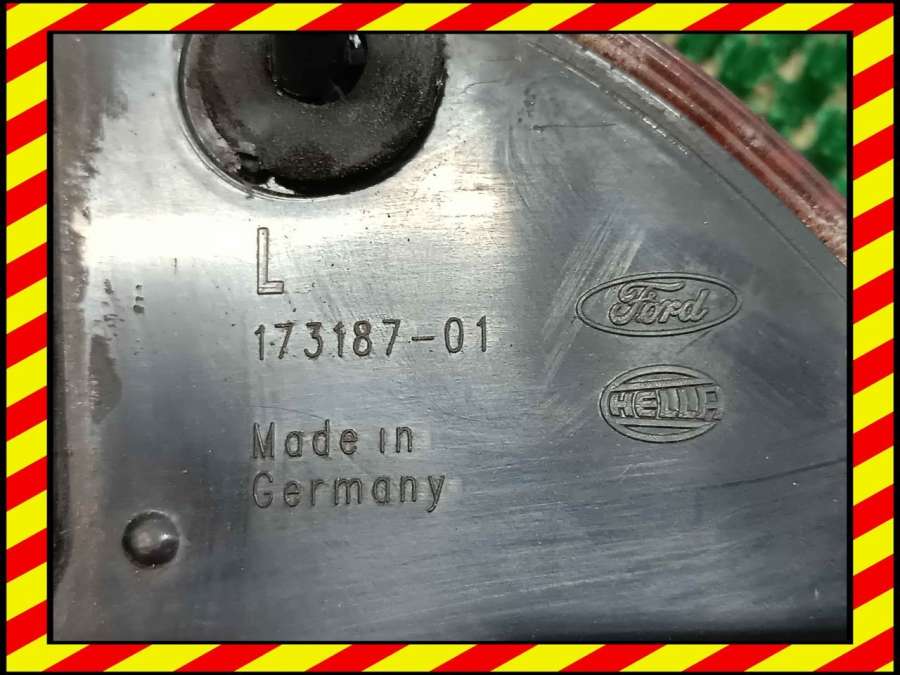 L
173187-01
Ford
HELLA
Made in
Germany